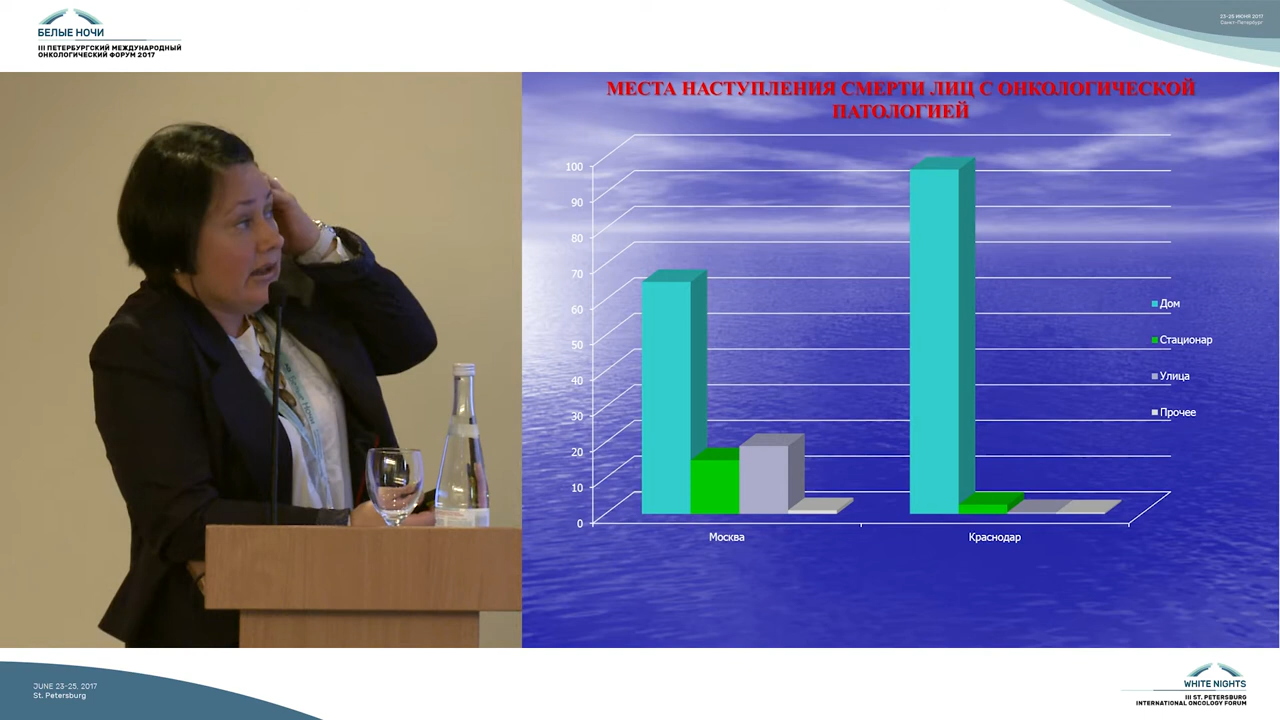 БЕЛЫЕ НОЧИ
III ПЕТЕРБУРГСКИЙ МЕЖДУНАРОДНЫЙ
ОНКОЛОГИЧЕСКИЙ ФОРУМ 2017
23-25 ИЮНЯ 2017
Санкт-Петербург
МЕСТА НАСТУПЛЕНИЯ СМЕРТИ ЛИЦ С ОНКОЛОГИЧЕСКОЙ
ПАТОЛОГИЕЙ
100
90
80
70
60
50
40
30
20
10
0
Москва
Краснодар
Дом
Стационар
Улица
Прочее
JUNE 23-25, 2017
St. Petersburg
WHITE NIGHTS
III ST. PETERSBURG
INTERNATIONAL ONCOLOGY FORUM